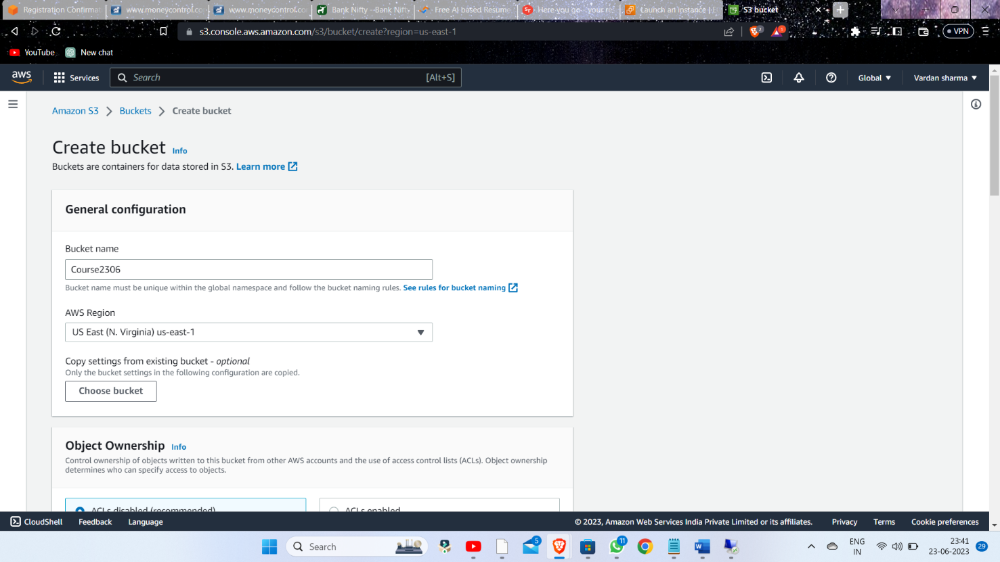 Registration Confirmat
www.moneycontrol.co
www.moneycontrol.co
Bank Nifty - Bank Nift
Free AI based Resume
Here you go - your re
Launch an instance | E
S3 bucket
s3.console.aws.amazon.com/s3/bucket/create?region=us-east-1
2
1
VPN
YouTube
New chat
aws
Services
Search
[Alt+S]
Global
Vardan sharma
Amazon S3
Buckets
Create bucket
Create bucket Info
Buckets are containers for data stored in S3. Learn more
General configuration
Bucket name
Course2306
Bucket name must be unique within the global namespace and follow the bucket naming rules. See rules for bucket naming
AWS Region
US East (N. Virginia) us-east-1
Copy settings from existing bucket - optional
Only the bucket settings in the following configuration are copied.
Choose bucket
Object Ownership Info
Control ownership of objects written to this bucket from other AWS accounts and the use of access control lists (ACLs). Object ownership
determines who can specify access to objects.
ACLs disabled (recommended)
ACLs enabled
CloudShell
Feedback
Language
© 2023, Amazon Web Services India Private Limited or its affiliates.
Privacy
Terms
Cookie preferences
Search
5
11
ENG
IN
23:41
23-06-2023
29